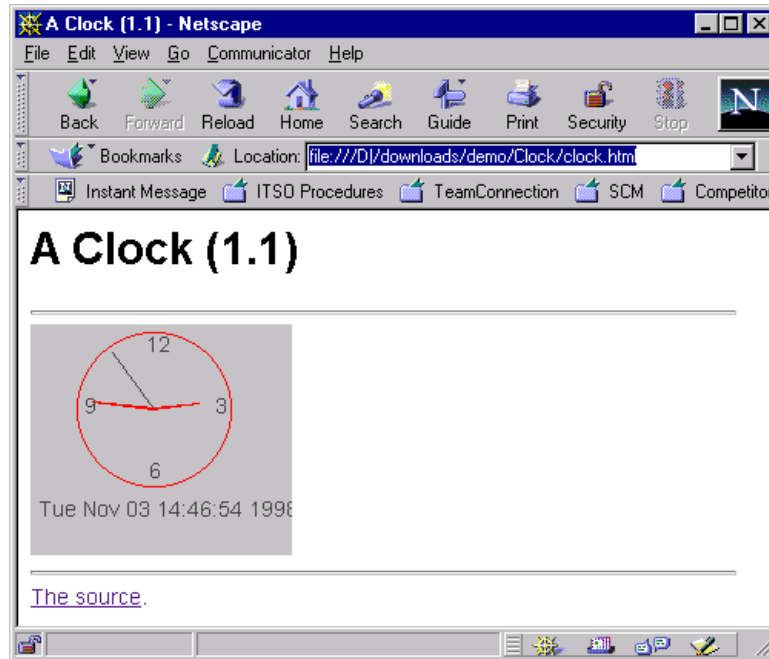 A Clock (1.1) - Netscape
File Edit View Go Communicator Help
Back Forward Reload Home Search Guide Print Security Stop
N
Bookmarks Location: file:///D|/downloads/demo/Clock/clock.html
Instant Message ITSO Procedures TeamConnection SCM Competito
A Clock (1.1)
12
9 3
6
Tue Nov 03 14:46:54 1998
The source.